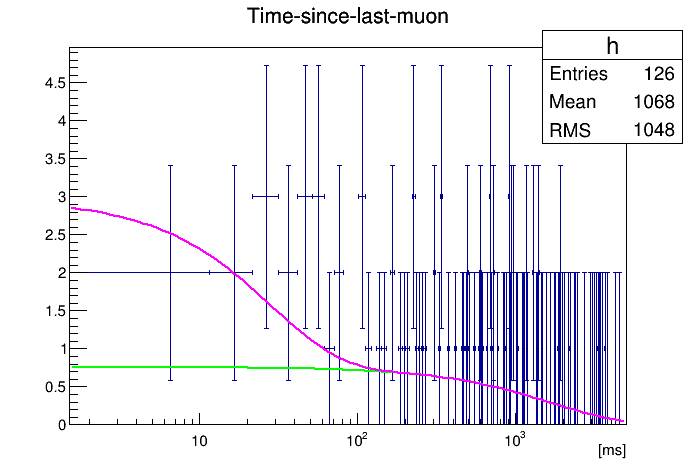 Time-since-last-muon
h
Entries 126
Mean 1068
RMS 1048
4.5
4
3.5
3
2.5
2
1.5
1
0.5
0
10 10² 10³
[ms]